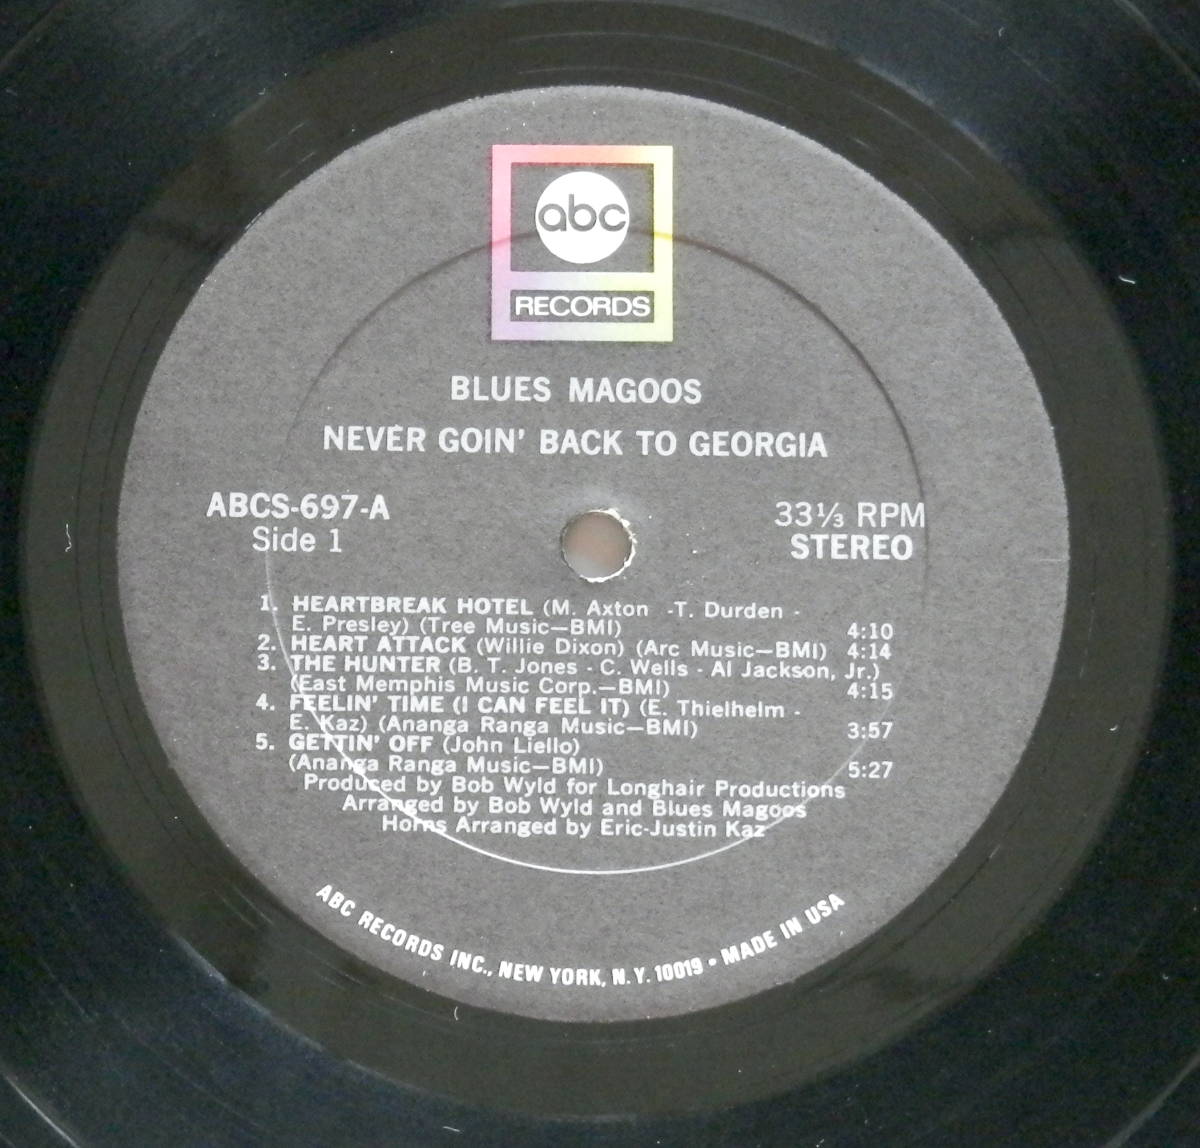 abc
RECORDS
BLUES MAGOOS
NEVER GOIN' BACK TO GEORGIA
ABCS-697-A
Side 1
33⅓ RPM
STEREO
1. HEARTBREAK HOTEL (M. Axton -T. Durden -
E. Presley) (Tree Music—BMI) 4:10
2. HEART ATTACK (Willie Dixon) (Arc Music—BMI) 4:14
3. THE HUNTER (B. T. Jones - C. Wells - Al Jackson, Jr.)
(East Memphis Music Corp.—BMI) 4:15
4. FEELIN' TIME (I CAN FEEL IT) (E. Thielhelm -
E. Kaz) (Ananga Ranga Music—BMI) 3:57
5. GETTIN' OFF (John Liello)
(Ananga Ranga Music—BMI) 5:27
Produced by Bob Wyld for Longhair Productions
Arranged by Bob Wyld and Blues Magoos
Horns Arranged by Eric-Justin Kaz
ABC RECORDS INC., NEW YORK, N.Y. 10019 • MADE IN USA